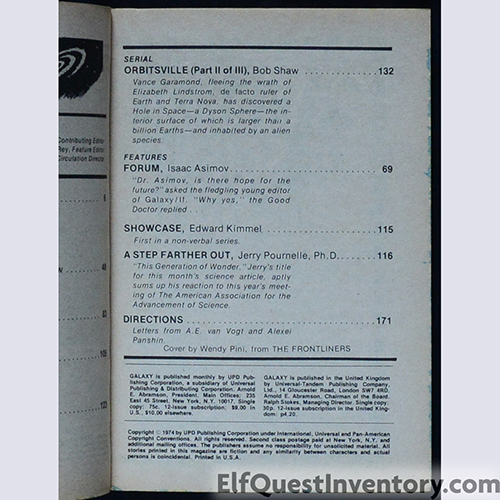 SERIAL
ORBITSVILLE (Part II of III), Bob Shaw . . . . . . . . . . . . 132
Vance Garamond, fleeing the wrath of
Elizabeth Lindstrom, de facto ruler of
Earth and Terra Nova, has discovered a
Hole in Space—a Dyson Sphere—the in-
terior surface of which is larger than a
billion Earths—and inhabited by an alien
species.
FEATURES
FORUM, Isaac Asimov. . . . . . . . . . . . . . . . . . . . . . . . 69
"Dr. Asimov, is there hope for the
future?" asked the fledgling young editor
of Galaxy/If. "Why yes," the Good
Doctor replied . .
SHOWCASE, Edward Kimmel . . . . . . . . . . . . . . . . . . 115
First in a non-verbal series.
A STEP FARTHER OUT, Jerry Pournelle, Ph.D. . . . . . . . 116
"This Generation of Wonder," Jerry's title
for this month's science article, aptly
sums up his reaction to this year's meet-
ing of The American Association for the
Advancement of Science.
DIRECTIONS . . . . . . . . . . . . . . . . . . . . . . . . . . . . 171
Letters from A.E. van Vogt and Alexei
Panshin.
Cover by Wendy Pini, from THE FRONTLINERS
Contributing Editor
Rey, Feature Editor
Circulation Director
6
48
83
105
GALAXY is published monthly by UPD Pub-
lishing Corporation, a subsidiary of Universal
Publishing & Distributing Corporation. Arnold
E. Abramson, President. Main Offices: 235
East 45 Street, New York, N.Y. 10017. Single
copy: 75c. 12-issue subscription: $9.00 in
U.S., $10.00 elsewhere.
GALAXY is published in the United Kingdom
by Universal-Tandem Publishing Company,
Ltd., 14 Gloucester Road, London SW7 4RD.
Arnold E. Abramson, Chairman of the Board.
Ralph Stokes, Managing Director. Single copy:
30p. 12-issue subscription in the United King-
dom: p4.20.
Copyright © 1974 by UPD Publishing Corporation under International, Universal and Pan-American
Copyright Conventions. All rights reserved. Second class postage paid at New York, N.Y. and
additional mailing offices. The publishers assume no responsibility for unsolicited material. All
stories printed in this magazine are fiction and any similarity between characters and actual
persons is coincidental. Printed in U.S.A.
ElfQuestInventory.com